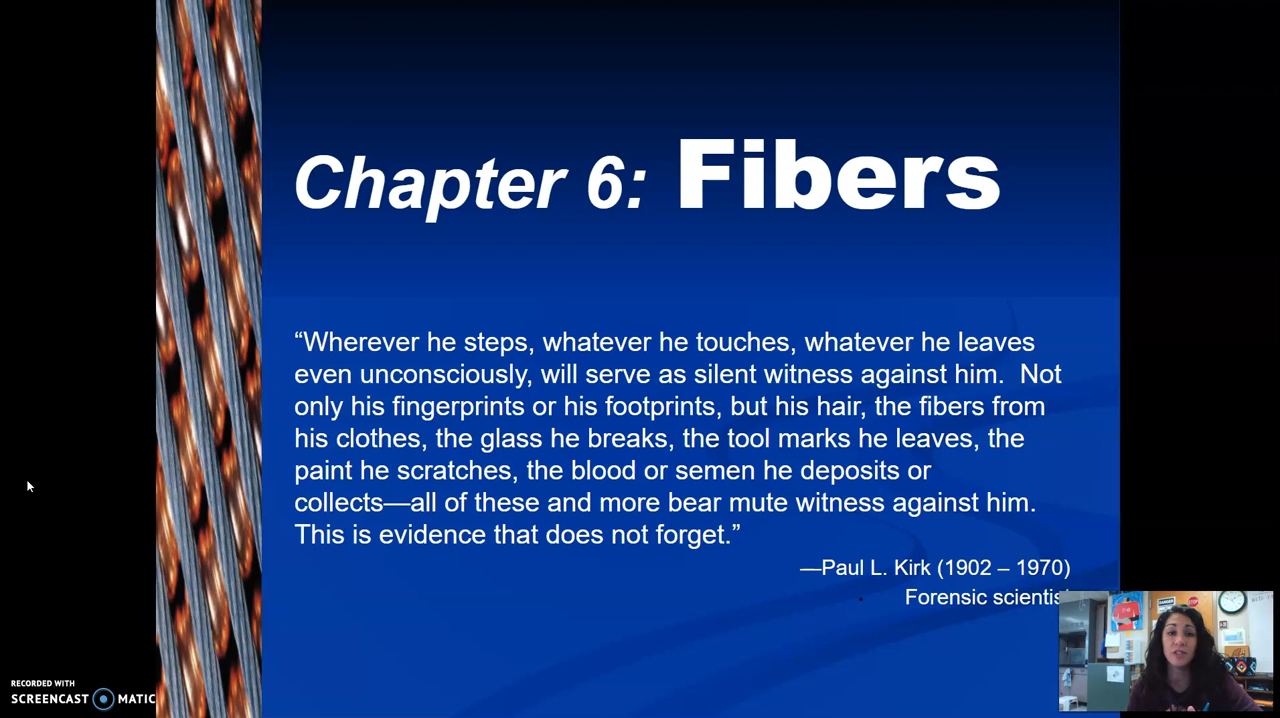 Chapter 6: Fibers
“Wherever he steps, whatever he touches, whatever he leaves
even unconsciously, will serve as silent witness against him.  Not
only his fingerprints or his footprints, but his hair, the fibers from
his clothes, the glass he breaks, the tool marks he leaves, the
paint he scratches, the blood or semen he deposits or
collects—all of these and more bear mute witness against him.
This is evidence that does not forget.”
—Paul L. Kirk (1902 – 1970)
Forensic scientist
DANGER
STOP
RECORDED WITH
SCREENCAST MATIC